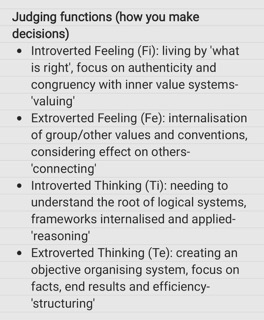 Judging functions (how you make
decisions)
• Introverted Feeling (Fi): living by 'what
is right', focus on authenticity and
congruency with inner value systems-
'valuing'
• Extroverted Feeling (Fe): internalisation
of group/other values and conventions,
considering effect on others-
'connecting'
• Introverted Thinking (Ti): needing to
understand the root of logical systems,
frameworks internalised and applied-
'reasoning'
• Extroverted Thinking (Te): creating an
objective organising system, focus on
facts, end results and efficiency-
'structuring'